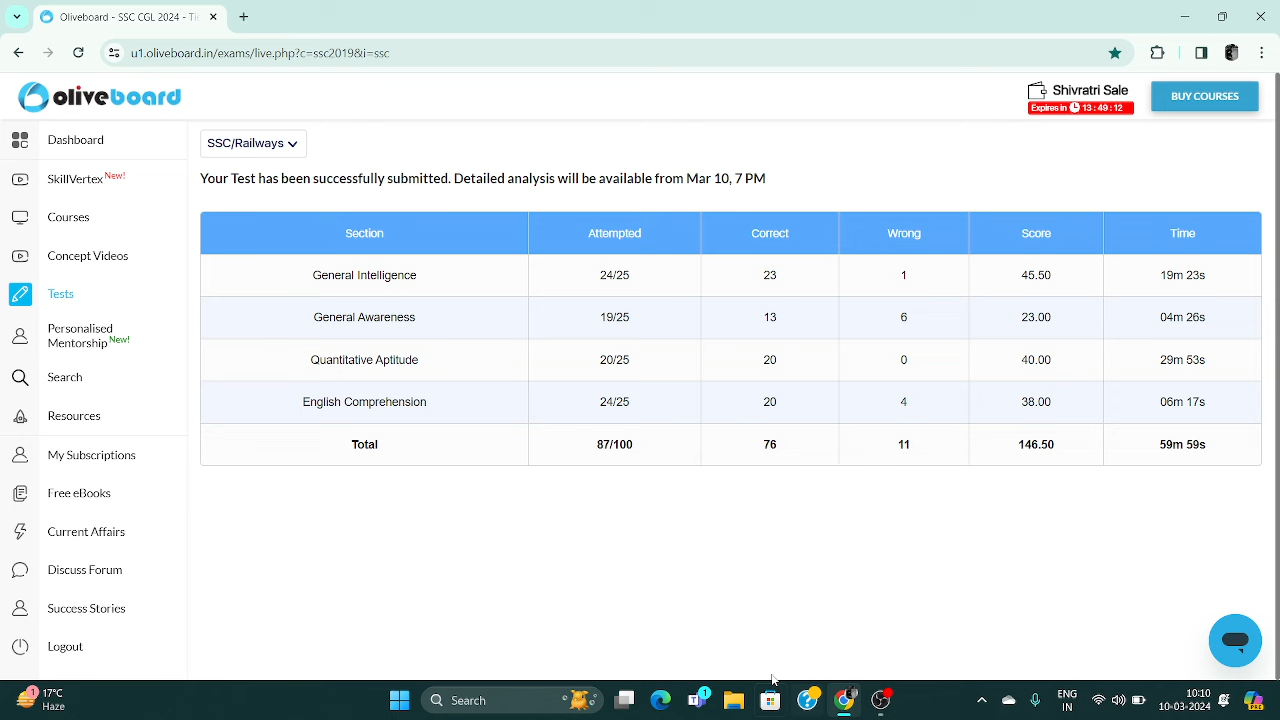 Oliveboard - SSC CGL 2024 - Ti
u1.oliveboard.in/exams/live.php?c=ssc2019&i=ssc
oliveboard
Shivratri Sale
Expires in 13 : 49 : 12
BUY COURSES
Dashboard
SkillVertex New!
Courses
Concept Videos
Tests
Personalised
Mentorship New!
Search
Resources
My Subscriptions
Free eBooks
Current Affairs
Discuss Forum
Success Stories
Logout
SSC/Railways
Your Test has been successfully submitted. Detailed analysis will be available from Mar 10, 7 PM
Section Attempted Correct Wrong Score Time
General Intelligence 24/25 23 1 45.50 19m 23s
General Awareness 19/25 13 6 23.00 04m 26s
Quantitative Aptitude 20/25 20 0 40.00 29m 53s
English Comprehension 24/25 20 4 38.00 06m 17s
Total 87/100 76 11 146.50 59m 59s
1
17°C
Haze
Search
1
ENG
IN
10:10
10-03-2024